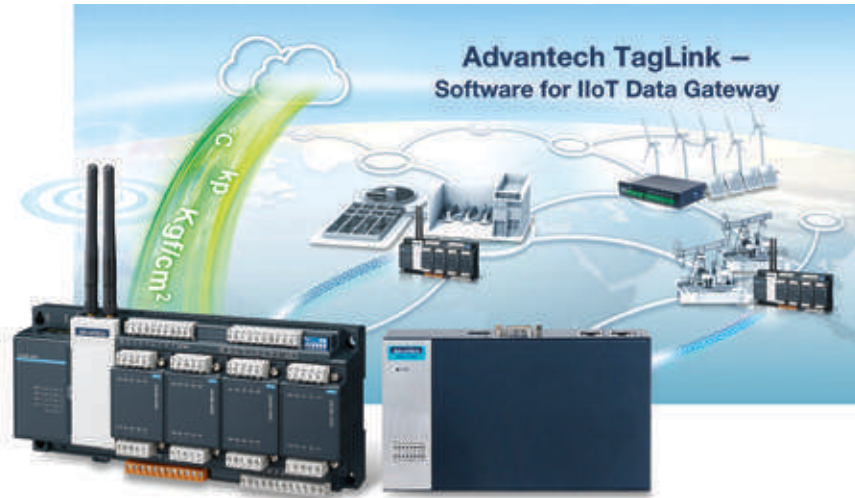 Advantech TagLink –
Software for IIoT Data Gateway
°C kp
Kgf/cm²